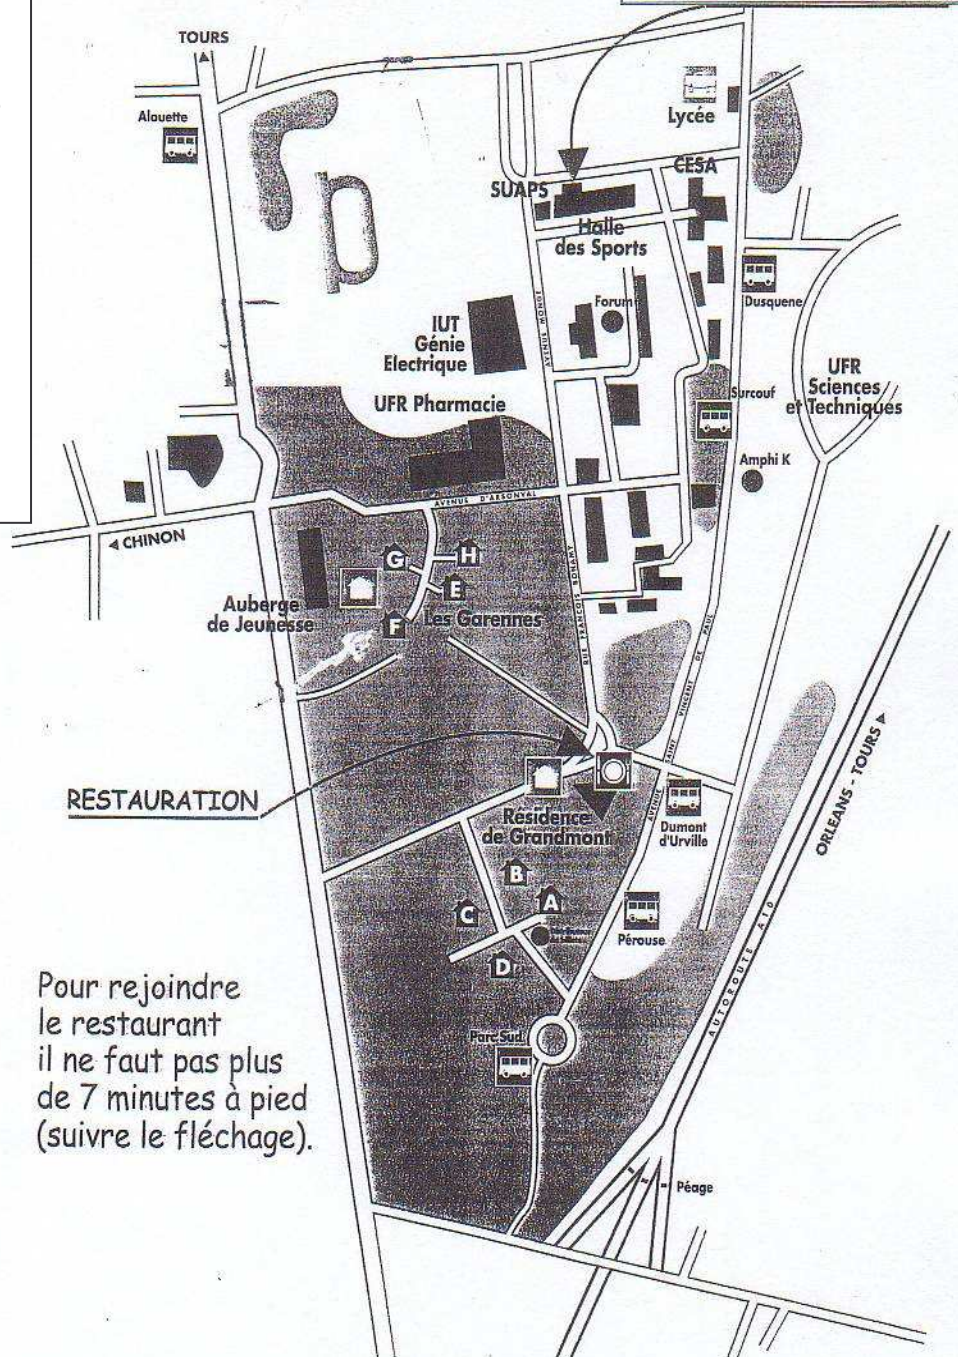 TOURS
Alouette
Lycée
CESA
SUAPS
Halle
des Sports
Dusquene
Forum
AVENUE MONGE
IUT
Génie
Electrique
UFR
Sciences
et Techniques
Surcouf
UFR Pharmacie
Amphi K
AVENUE D'ARSONVAL
CHINON
G
H
E
F
Auberge
de Jeunesse
Les Garennes
RUE FRANÇOIS BONAMY
AVENUE SAINT VINCENT DE PAUL
ORLEANS - TOURS
RESTAURATION
Résidence
de Grandmont
Dumont
d'Urville
B
A
C
D
Pérouse
AUTOROUTE A10
Parc Sud
Pour rejoindre
le restaurant
il ne faut pas plus
de 7 minutes à pied
(suivre le fléchage).
Péage